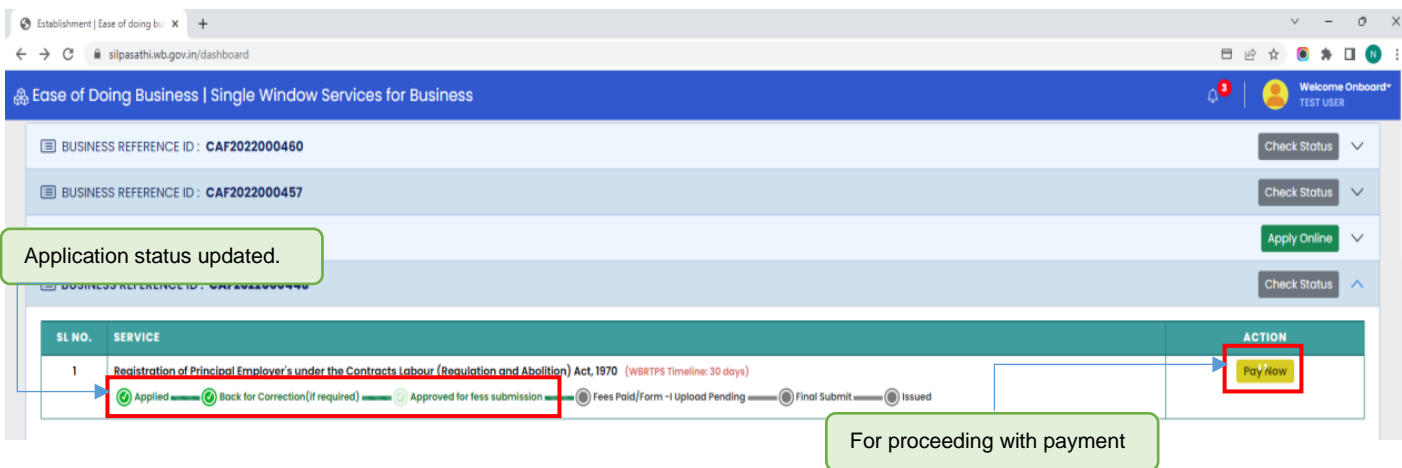 Establishment | Ease of doing bu
silpasathi.wb.gov.in/dashboard
N
Ease of Doing Business | Single Window Services for Business
3
Welcome Onboard
TEST USER
BUSINESS REFERENCE ID : CAF2022000460
Check Status
BUSINESS REFERENCE ID : CAF2022000457
Check Status
Application status updated.
Apply Online
BUSINESS REFERENCE ID :
Check Status
SL NO. SERVICE ACTION
1 Registration of Principal Employer's under the Contracts Labour (Regulation and Abolition) Act, 1970 (WBRTPS Timeline: 30 days) Pay Now
Applied Back for Correction(if required) Approved for fess submission Fees Paid/Form -I Upload Pending Final Submit Issued
For proceeding with payment